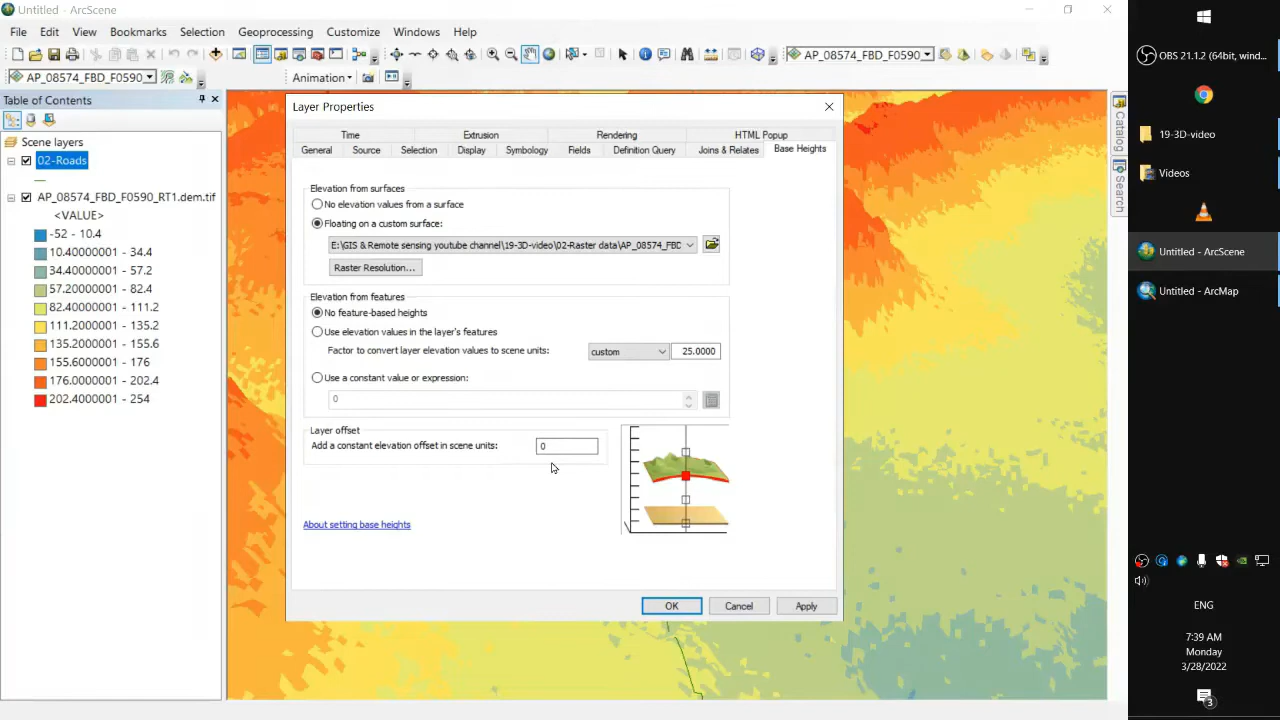 Untitled - ArcScene
File Edit View Bookmarks Selection Geoprocessing Customize Windows Help
AP_08574_FBD_F0590
AP_08574_FBD_F0590
Animation
Table of Contents
Scene layers
02-Roads
AP_08574_FBD_F0590_RT1.dem.tif
<VALUE>
-52 - 10.4
10.4000001 - 34.4
34.4000001 - 57.2
57.2000001 - 82.4
82.4000001 - 111.2
111.2000001 - 135.2
135.2000001 - 155.6
155.6000001 - 176
176.0000001 - 202.4
202.4000001 - 254
Layer Properties
Time Extrusion Rendering HTML Popup
General Source Selection Display Symbology Fields Definition Query Joins & Relates Base Heights
Elevation from surfaces
No elevation values from a surface
Floating on a custom surface:
E:\GIS & Remote sensing youtube channel\19-3D-video\02-Raster data\AP_08574_FBD
Raster Resolution...
Elevation from features
No feature-based heights
Use elevation values in the layer's features
Factor to convert layer elevation values to scene units: custom 25.0000
Use a constant value or expression:
0
Layer offset
Add a constant elevation offset in scene units: 0
About setting base heights
OK Cancel Apply
Catalog
Search
OBS 21.1.2 (64bit, wind...
19-3D-video
Videos
Untitled - ArcScene
Untitled - ArcMap
ENG
7:39 AM
Monday
3/28/2022
3